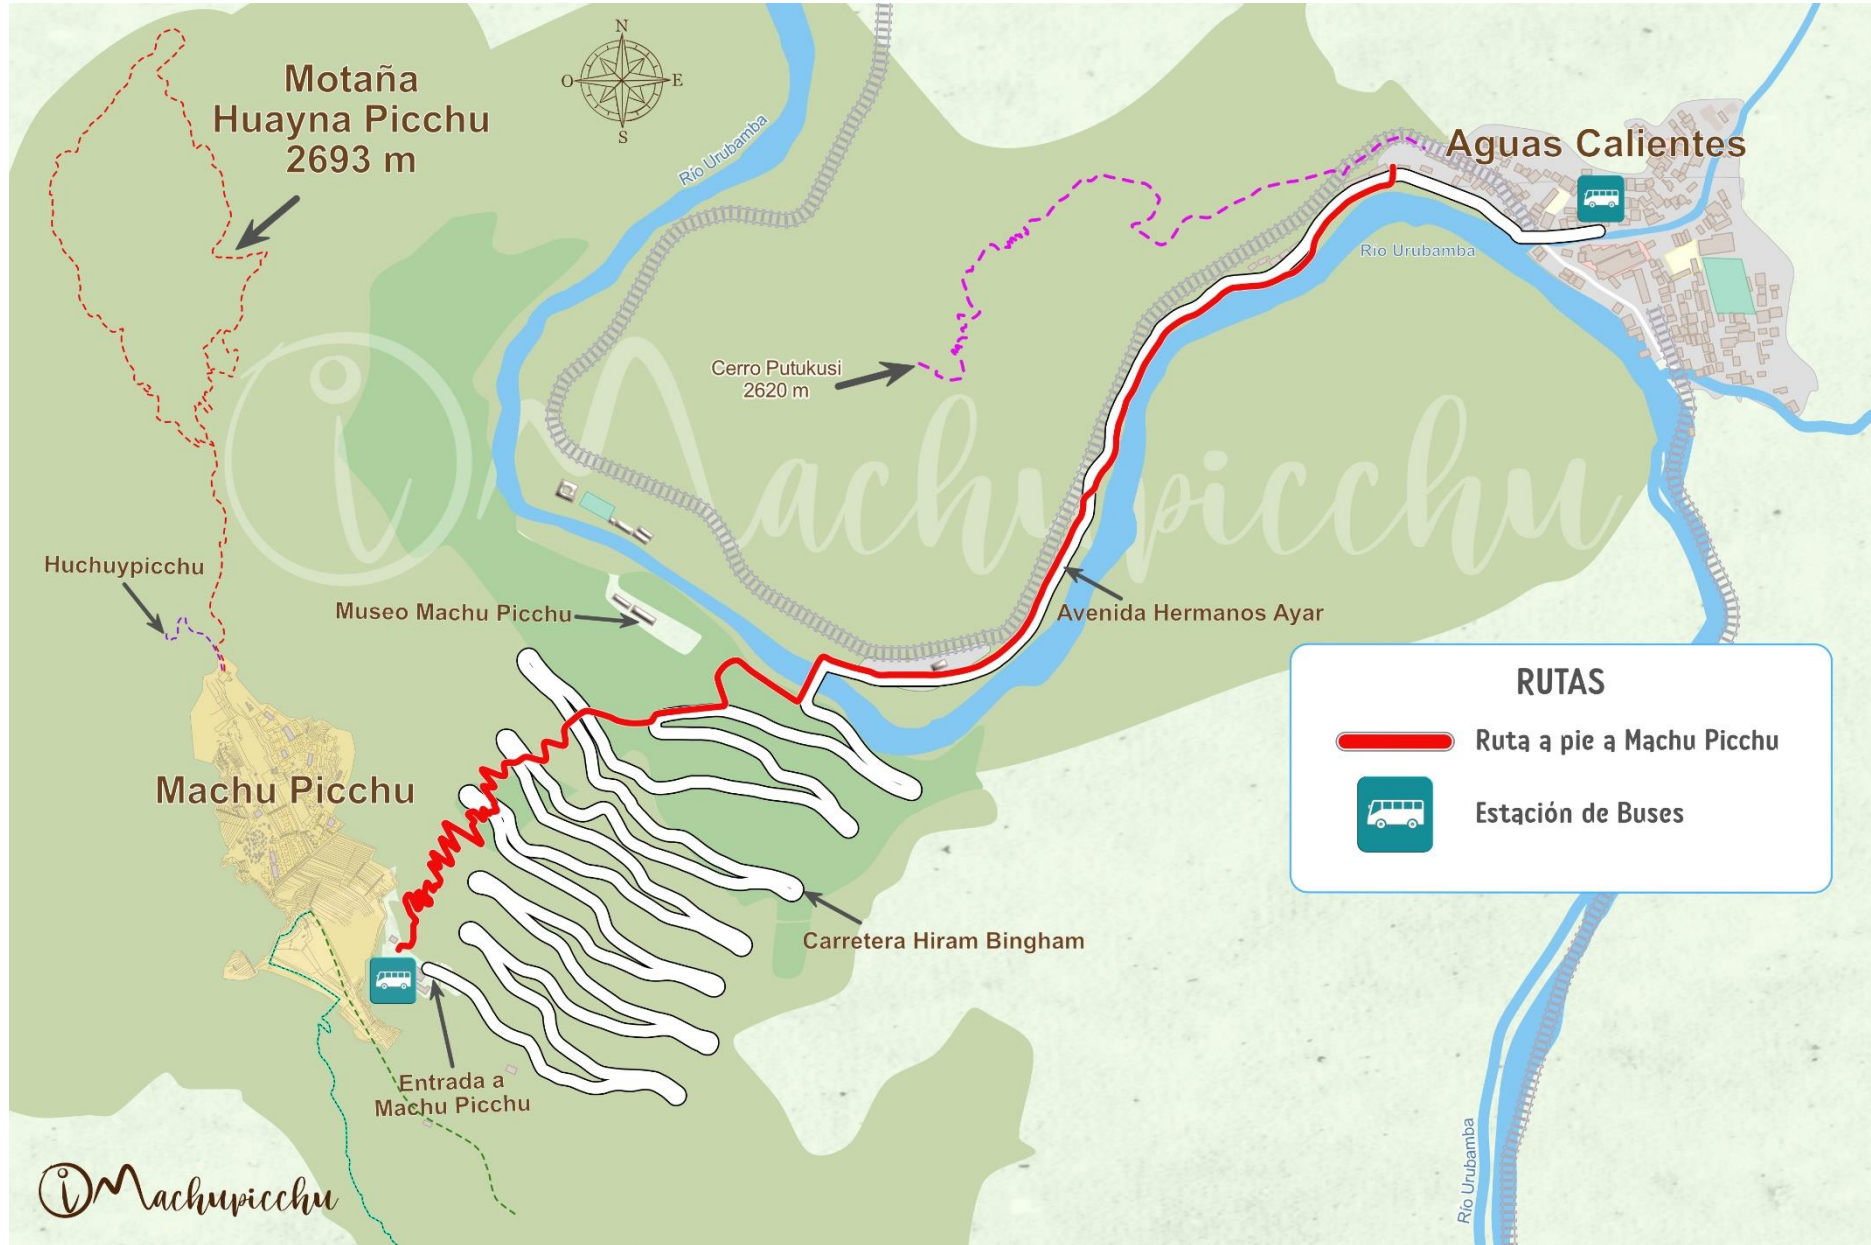 N
O
E
S
Motaña
Huayna Picchu
2693 m
Río Urubamba
Aguas Calientes
Río Urubamba
Cerro Putukusi
2620 m
Machupicchu
Huchuypicchu
Museo Machu Picchu
Avenida Hermanos Ayar
RUTAS
Ruta a pie a Machu Picchu
Estación de Buses
Machu Picchu
Carretera Hiram Bingham
Entrada a
Machu Picchu
Río Urubamba
iMachupicchu